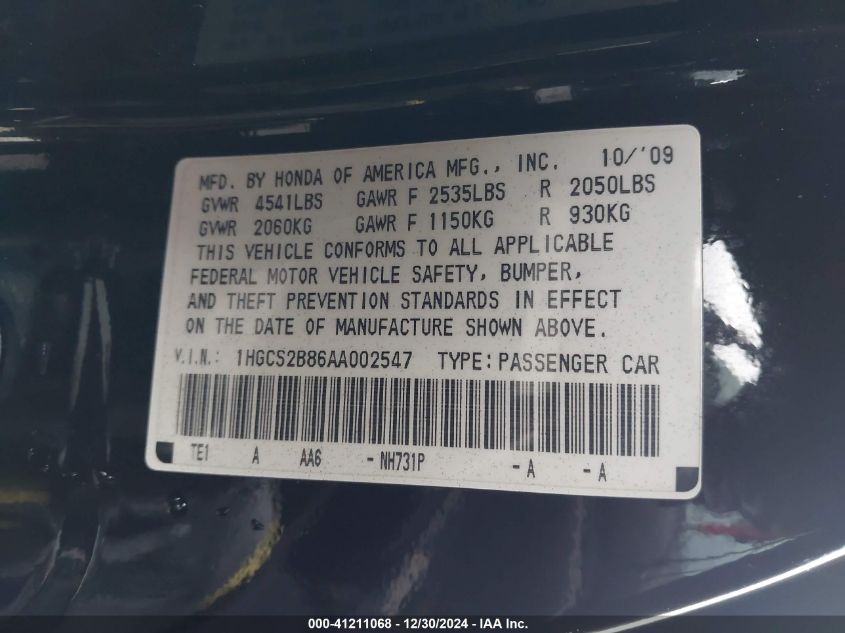 MFD. BY HONDA OF AMERICA MFG., INC. 10/'09
GVWR 4541LBS GAWR F 2535LBS R 2050LBS
GVWR 2060KG GAWR F 1150KG R 930KG
THIS VEHICLE CONFORMS TO ALL APPLICABLE
FEDERAL MOTOR VEHICLE SAFETY, BUMPER,
AND THEFT PREVENTION STANDARDS IN EFFECT
ON THE DATE OF MANUFACTURE SHOWN ABOVE.
V.I.N.: 1HGCS2B86AA002547 TYPE: PASSENGER CAR
TE1 A AA6 -NH731P -A -A
000-41211068 - 12/30/2024 - IAA Inc.